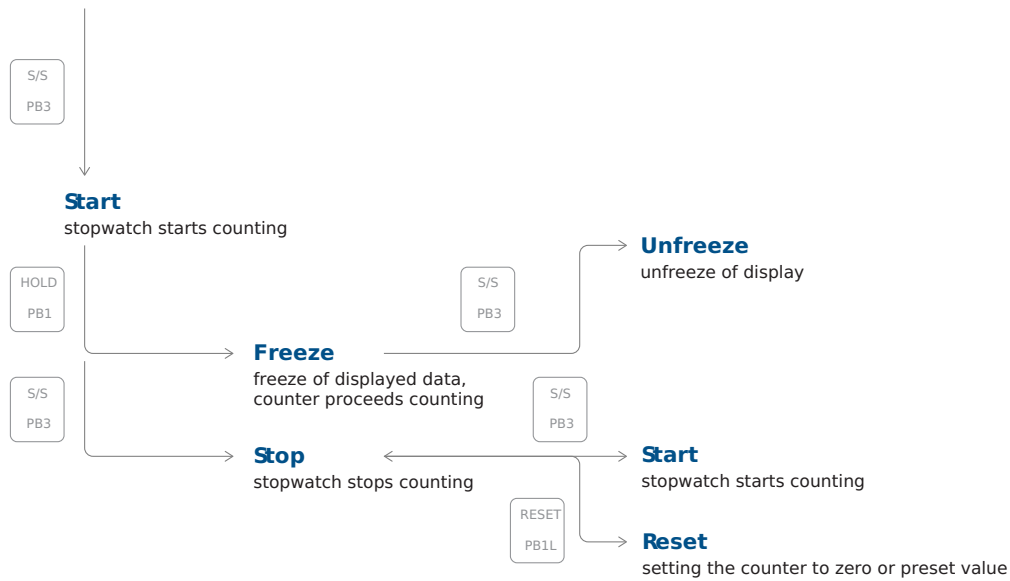 S/S
PB3
Start
stopwatch starts counting
HOLD
PB1
S/S
PB3
Unfreeze
unfreeze of display
Freeze
freeze of displayed data,
counter proceeds counting
S/S
PB3
S/S
PB3
Stop
stopwatch stops counting
Start
stopwatch starts counting
RESET
PB1L
Reset
setting the counter to zero or preset value